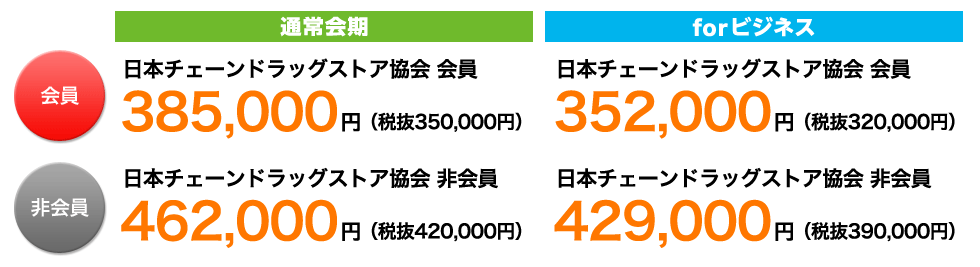 通常会期
forビジネス
会員
日本チェーンドラッグストア協会 会員
385,000円（税抜350,000円）
日本チェーンドラッグストア協会 会員
352,000円（税抜320,000円）
非会員
日本チェーンドラッグストア協会 非会員
462,000円（税抜420,000円）
日本チェーンドラッグストア協会 非会員
429,000円（税抜390,000円）